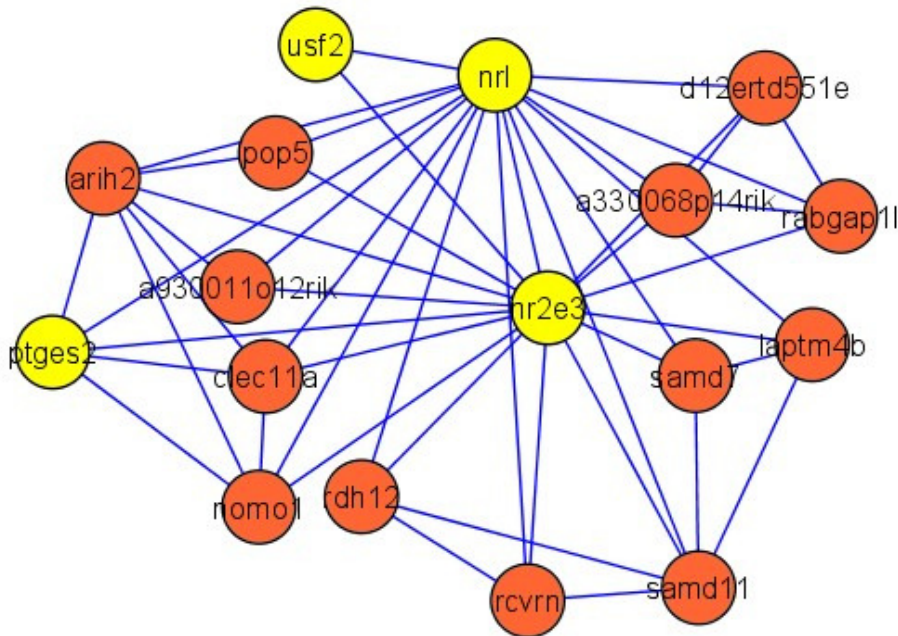 usf2
nrl
d12ertd551e
pop5
arih2
a330068p14rik
rabgap1l
a930011o12rik
nr2e3
ptges2
clec11a
samd7
laptm4b
nomo1
rdh12
rcvrn
samd11